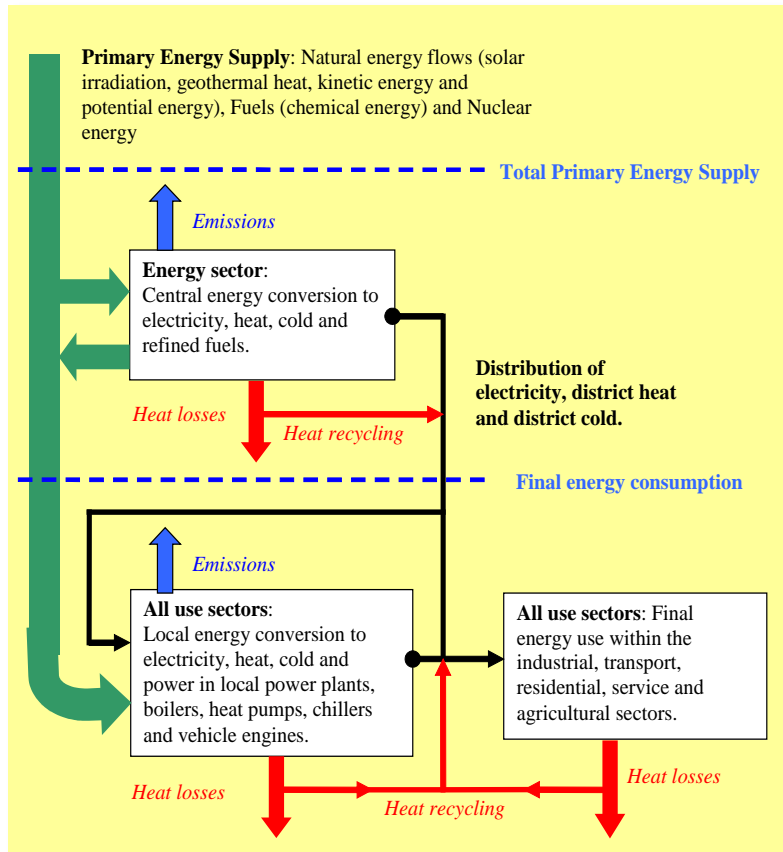 Primary Energy Supply: Natural energy flows (solar
irradiation, geothermal heat, kinetic energy and
potential energy), Fuels (chemical energy) and Nuclear
energy
Total Primary Energy Supply
Emissions
Energy sector:
Central energy conversion to
electricity, heat, cold and
refined fuels.
Distribution of
electricity, district heat
and district cold.
Heat losses
Heat recycling
Final energy consumption
Emissions
All use sectors:
Local energy conversion to
electricity, heat, cold and
power in local power plants,
boilers, heat pumps, chillers
and vehicle engines.
All use sectors: Final
energy use within the
industrial, transport,
residential, service and
agricultural sectors.
Heat losses
Heat recycling
Heat losses